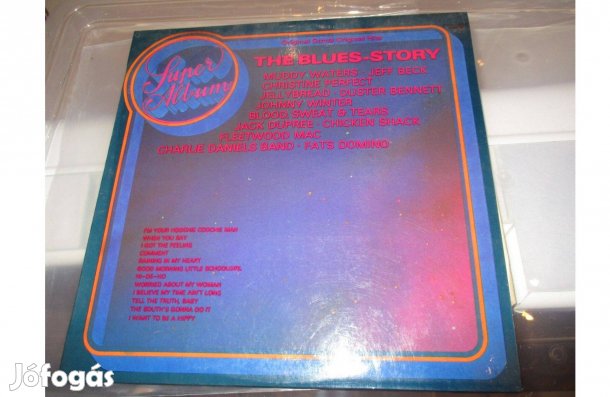 Original Stars · Original Hits
Super
Album
THE BLUES-STORY
MUDDY WATERS · JEFF BECK
CHRISTINE PERFECT
JELLYBREAD · DUSTER BENNETT
JOHNNY WINTER
BLOOD SWEAT & TEARS
JACK DUPREE · CHICKEN SHACK
FLEETWOOD MAC
CHARLIE DANIELS BAND · FATS DOMINO
I'M YOUR HOOCHIE COOCHIE MAN
WHEN YOU SAY
I GOT THE FEELING
COMMENT
RAINING IN MY HEART
GOOD MORNING LITTLE SCHOOLGIRL
HI-DE-HO
WORRIED ABOUT MY WOMAN
I BELIEVE MY TIME AIN'T LONG
TELL THE TRUTH, BABY
THE SOUTH'S GONNA DO IT
I WANT TO BE A HIPPY
Jófogás